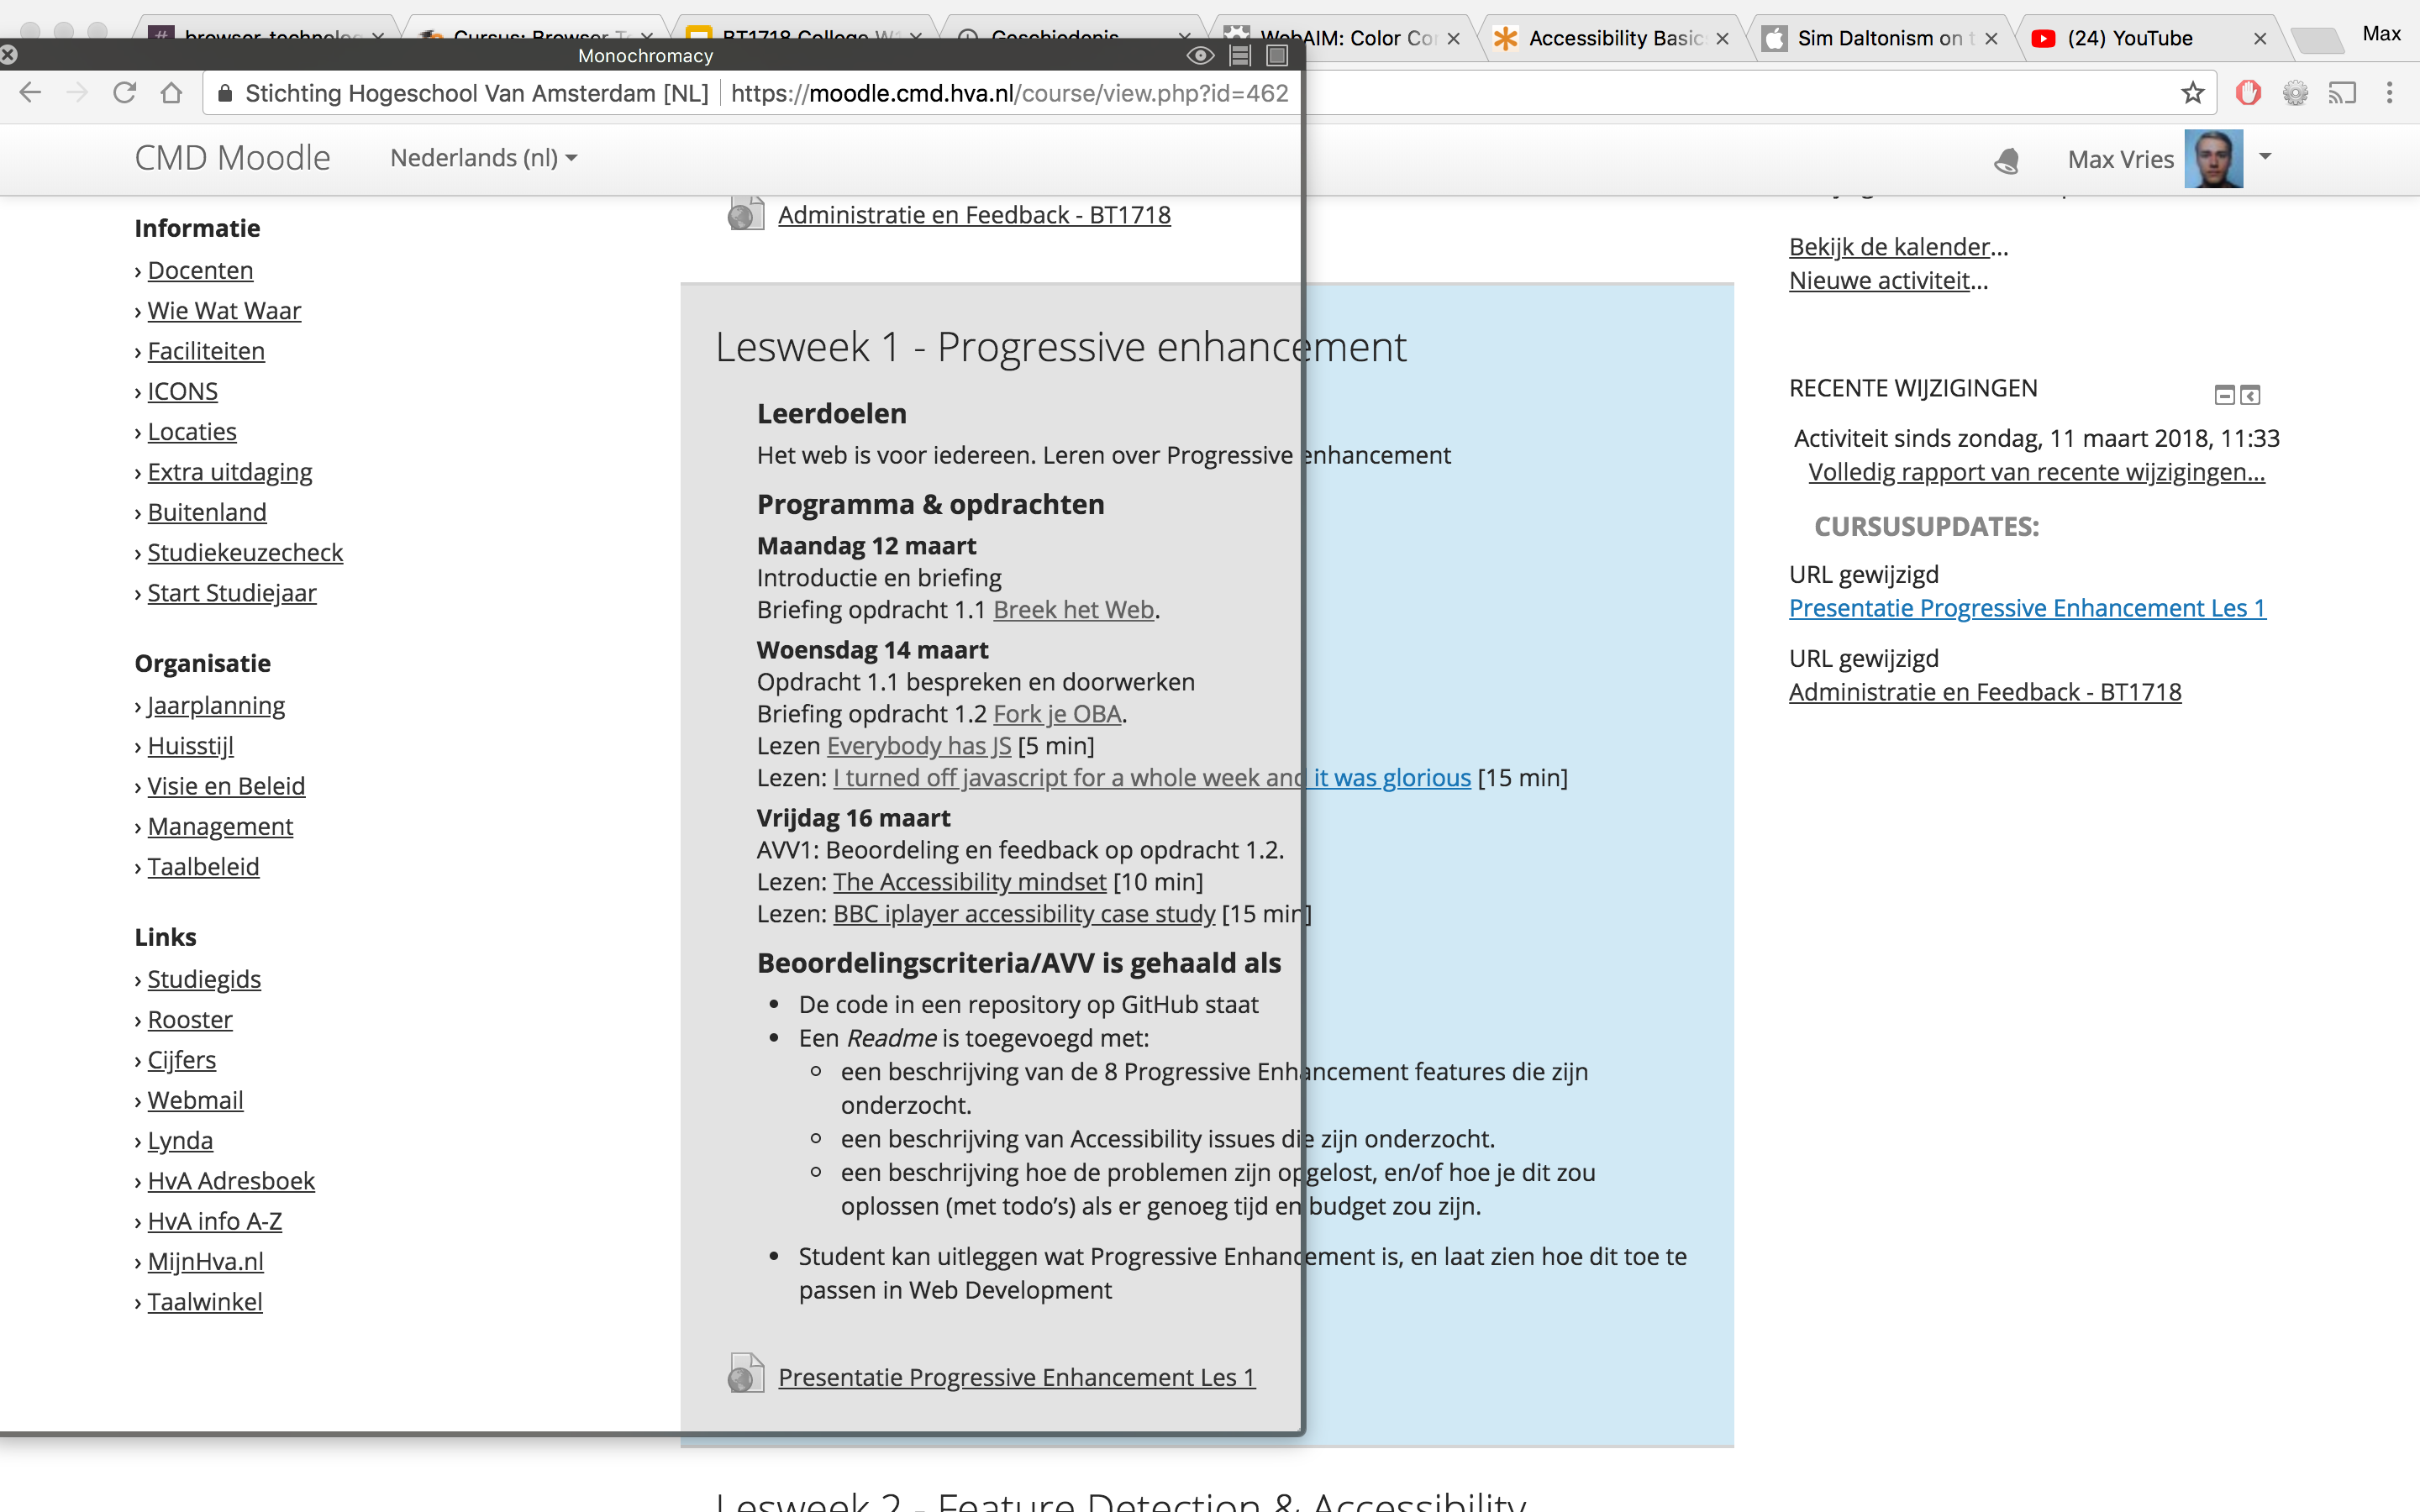 browser-technolog
Cursus: Browser T
BT1718 College W1
Geschiedenis
WebAIM: Color Co
Accessibility Basic
Sim Daltonism on t
(24) YouTube
Max
Monochromacy
Stichting Hogeschool Van Amsterdam [NL]
https://moodle.cmd.hva.nl/course/view.php?id=462
CMD Moodle
Nederlands (nl)
Max Vries
Informatie
› Docenten
› Wie Wat Waar
› Faciliteiten
› ICONS
› Locaties
› Extra uitdaging
› Buitenland
› Studiekeuzecheck
› Start Studiejaar
Organisatie
› Jaarplanning
› Huisstijl
› Visie en Beleid
› Management
› Taalbeleid
Links
› Studiegids
› Rooster
› Cijfers
› Webmail
› Lynda
› HvA Adresboek
› HvA info A-Z
› MijnHva.nl
› Taalwinkel
Administratie en Feedback - BT1718
Lesweek 1 - Progressive enhancement
Leerdoelen
Het web is voor iedereen. Leren over Progressive enhancement
Programma & opdrachten
Maandag 12 maart
Introductie en briefing
Briefing opdracht 1.1 Breek het Web.
Woensdag 14 maart
Opdracht 1.1 bespreken en doorwerken
Briefing opdracht 1.2 Fork je OBA.
Lezen Everybody has JS [5 min]
Lezen: I turned off javascript for a whole week and it was glorious [15 min]
Vrijdag 16 maart
AVV1: Beoordeling en feedback op opdracht 1.2.
Lezen: The Accessibility mindset [10 min]
Lezen: BBC iplayer accessibility case study [15 min]
Beoordelingscriteria/AVV is gehaald als
• De code in een repository op GitHub staat
• Een Readme is toegevoegd met:
◦ een beschrijving van de 8 Progressive Enhancement features die zijn
onderzocht.
◦ een beschrijving van Accessibility issues die zijn onderzocht.
◦ een beschrijving hoe de problemen zijn opgelost, en/of hoe je dit zou
oplossen (met todo’s) als er genoeg tijd en budget zou zijn.
• Student kan uitleggen wat Progressive Enhancement is, en laat zien hoe dit toe te
passen in Web Development
Presentatie Progressive Enhancement Les 1
Lesweek 2 - Feature Detection & Accessibility
Bekijk de kalender...
Nieuwe activiteit...
RECENTE WIJZIGINGEN
Activiteit sinds zondag, 11 maart 2018, 11:33
Volledig rapport van recente wijzigingen...
CURSUSUPDATES:
URL gewijzigd
Presentatie Progressive Enhancement Les 1
URL gewijzigd
Administratie en Feedback - BT1718